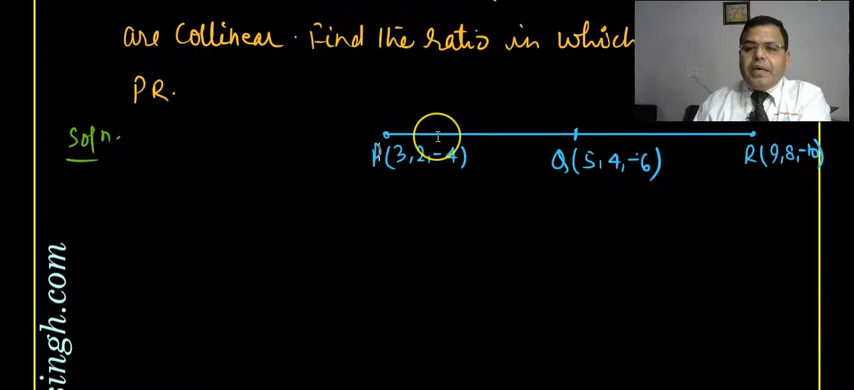 are collinear. Find the ratio in which
PR.
Soln.
P(3,2,-4) Q(5,4,-6) R(9,8,-10)
singh.com